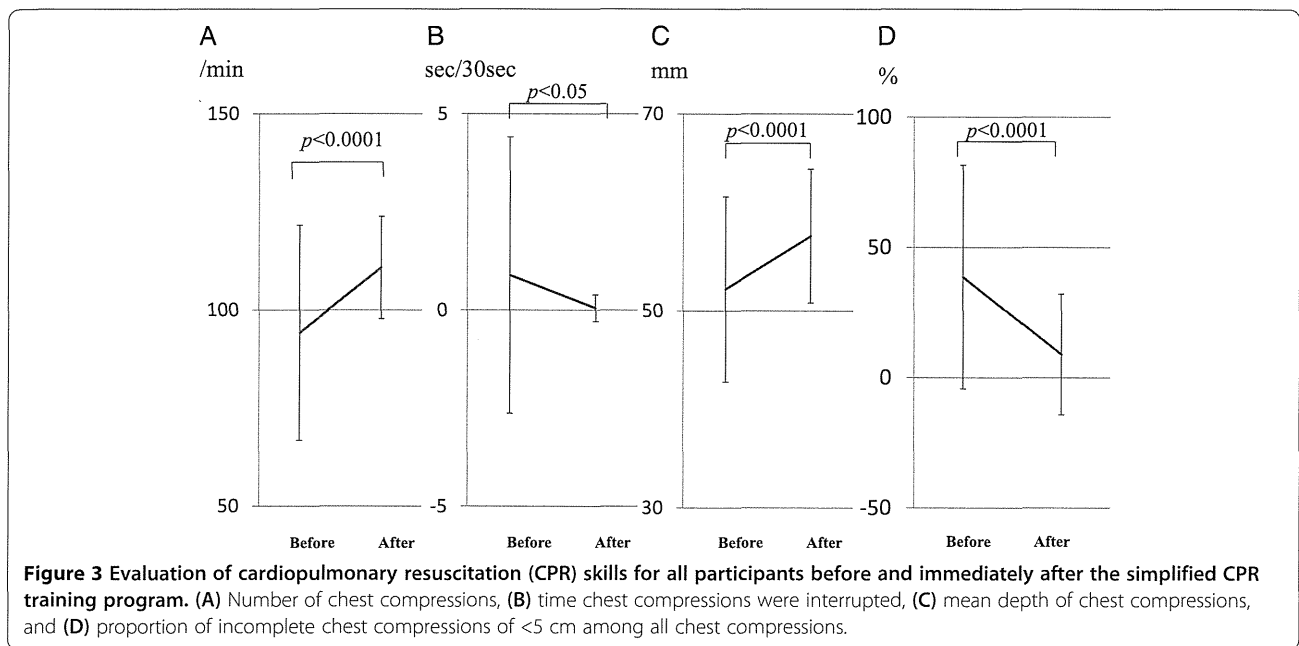 A B C D
/min sec/30sec mm %
p<0.05
150 5 70 100
p<0.0001 p<0.0001 p<0.0001
50
100 0 50
0
50 -5 30 -50
Before After Before After Before After Before After
Figure 3 Evaluation of cardiopulmonary resuscitation (CPR) skills for all participants before and immediately after the simplified CPR
training program. (A) Number of chest compressions, (B) time chest compressions were interrupted, (C) mean depth of chest compressions,
and (D) proportion of incomplete chest compressions of <5 cm among all chest compressions.